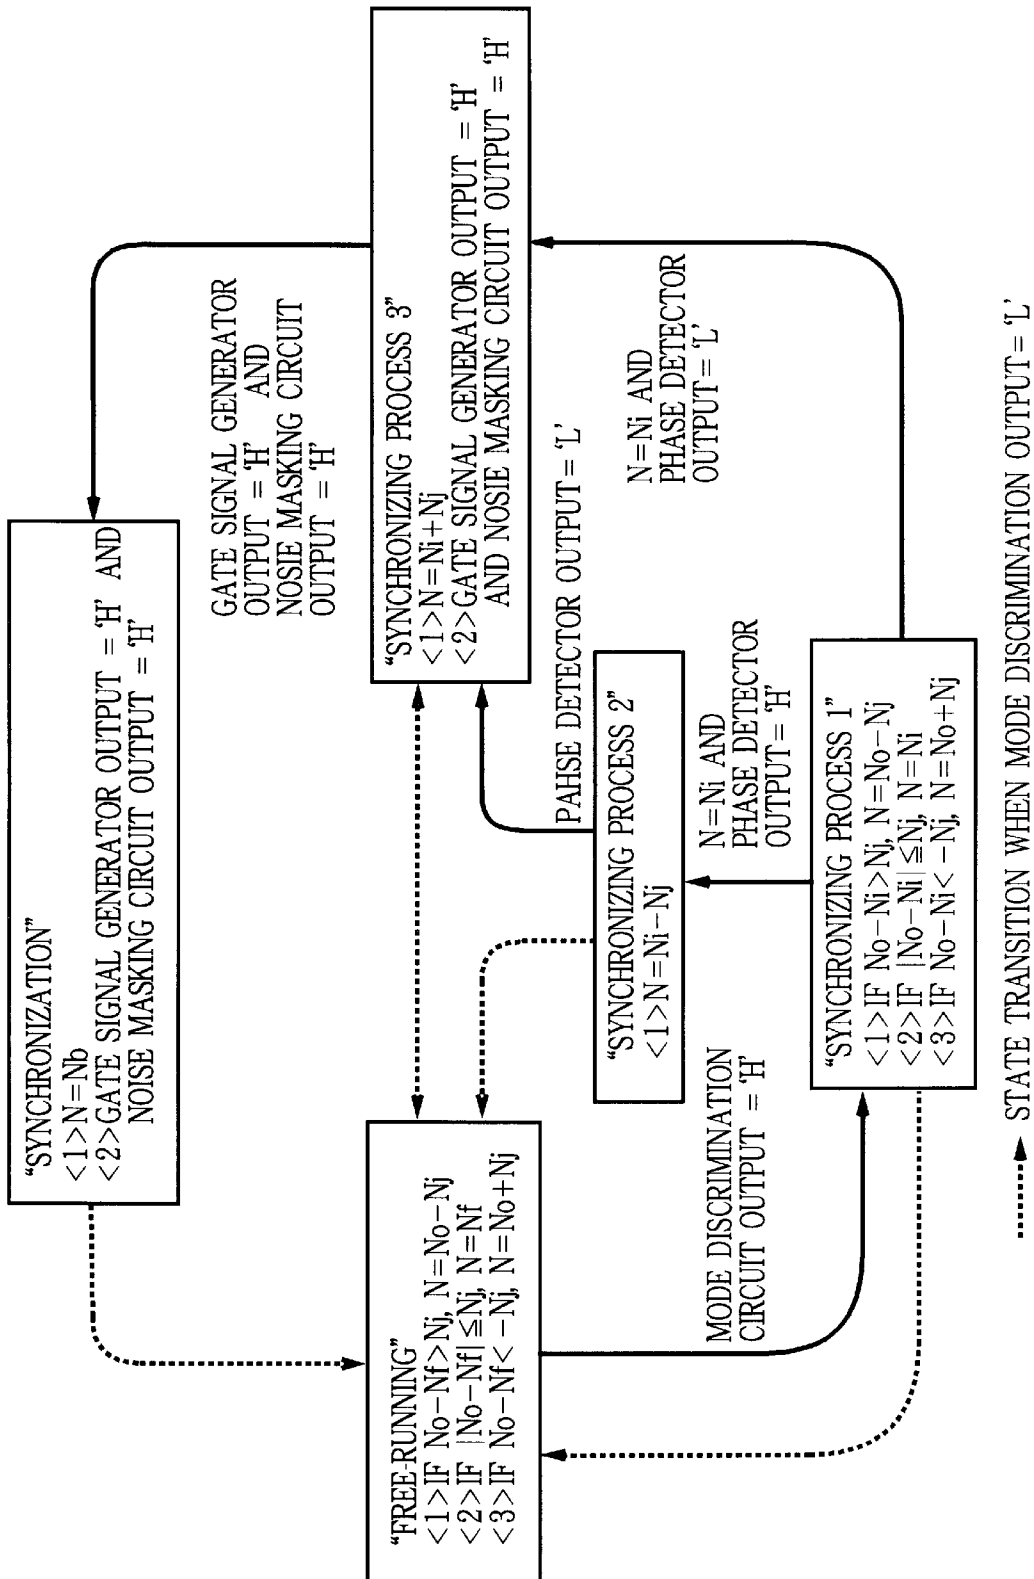 “SYNCHRONIZATION”
<1>N=Nb
<2>GATE SIGNAL GENERATOR OUTPUT = ‘H’ AND
NOISE MASKING CIRCUIT OUTPUT = ‘H’
GATE SIGNAL GENERATOR
OUTPUT = ‘H’ AND
NOSIE MASKING CIRCUIT
OUTPUT = ‘H’
“FREE-RUNNING”
<1>IF No-Nf>Nj, N=No-Nj
<2>IF |No-Nf|≦Nj, N=Nf
<3>IF No-Nf<-Nj, N=No+Nj
“SYNCHRONIZING PROCESS 3”
<1>N=Ni+Nj
<2>GATE SIGNAL GENERATOR OUTPUT = ‘H’
AND NOSIE MASKING CIRCUIT OUTPUT = ‘H’
PAHSE DETECTOR OUTPUT= ‘L’
“SYNCHRONIZING PROCESS 2”
<1>N=Ni-Nj
N=Ni AND
PHASE DETECTOR
OUTPUT= ‘L’
N=Ni AND
PHASE DETECTOR
OUTPUT= ‘H’
MODE DISCRIMINATION
CIRCUIT OUTPUT = ‘H’
“SYNCHRONIZING PROCESS 1”
<1>IF No-Ni>Nj, N=No-Nj
<2>IF |No-Ni|≦Nj, N=Ni
<3>IF No-Ni<-Nj, N=No+Nj
STATE TRANSITION WHEN MODE DISCRIMINATION OUTPUT= ‘L’